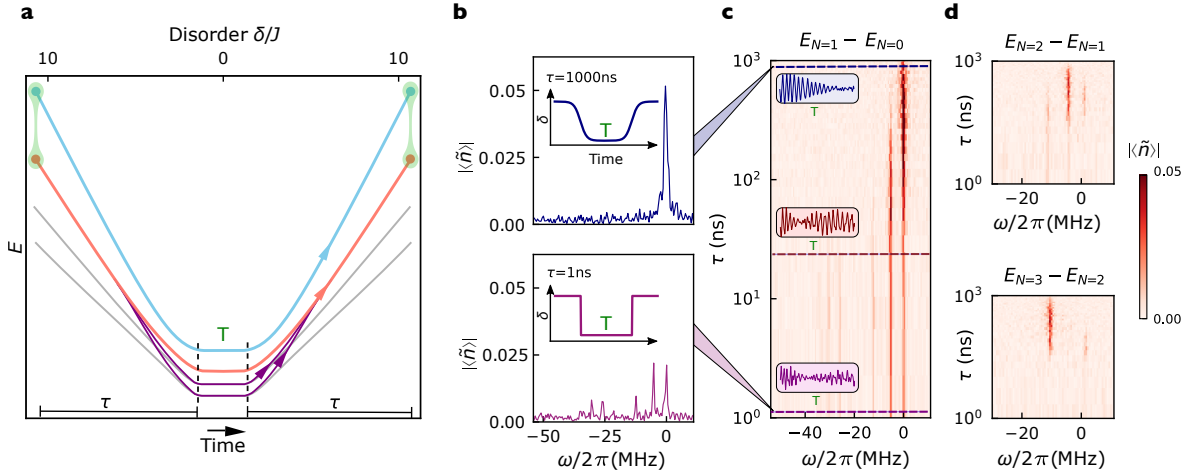 a
Disorder δ/J
10 0 10
E
T
τ τ
Time
b
τ=1000ns
δ
T
Time
|⟨ñ⟩|
0.05
0.025
0.00
τ=1ns
δ
T
|⟨ñ⟩|
0.05
0.025
0.00
−50 −25 0
ω/2π(MHz)
c
E_{N=1} − E_{N=0}
10³
10²
10¹
10⁰
τ (ns)
T
T
T
−40 −20 0
ω/2π(MHz)
d
E_{N=2} − E_{N=1}
10³
10⁰
τ (ns)
−20 0
ω/2π(MHz)
E_{N=3} − E_{N=2}
10³
10⁰
τ (ns)
−20 0
ω/2π(MHz)
|⟨ñ⟩|
0.05
0.00